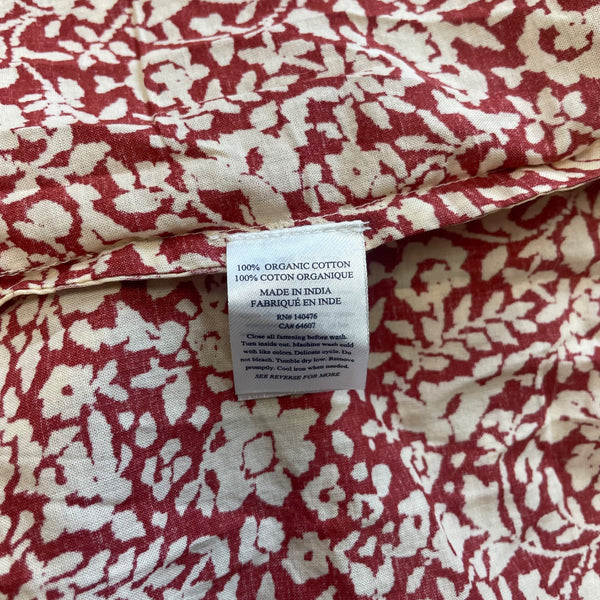 100% ORGANIC COTTON
100% COTON ORGANIQUE
MADE IN INDIA
FABRIQUÉ EN INDE
RN# 140476
CA# 64607
Close all fastening before wash.
Turn inside out. Machine wash cold
with like colors. Delicate cycle. Do
not bleach. Tumble dry low. Remove
promptly. Cool iron when needed.
SEE REVERSE FOR MORE